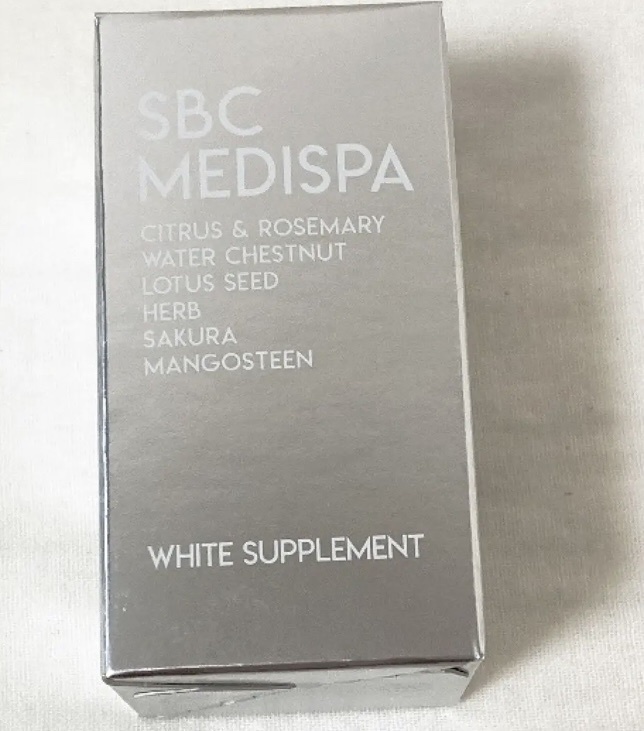 SBC
MEDISPA
CITRUS & ROSEMARY
WATER CHESTNUT
LOTUS SEED
HERB
SAKURA
MANGOSTEEN
WHITE SUPPLEMENT